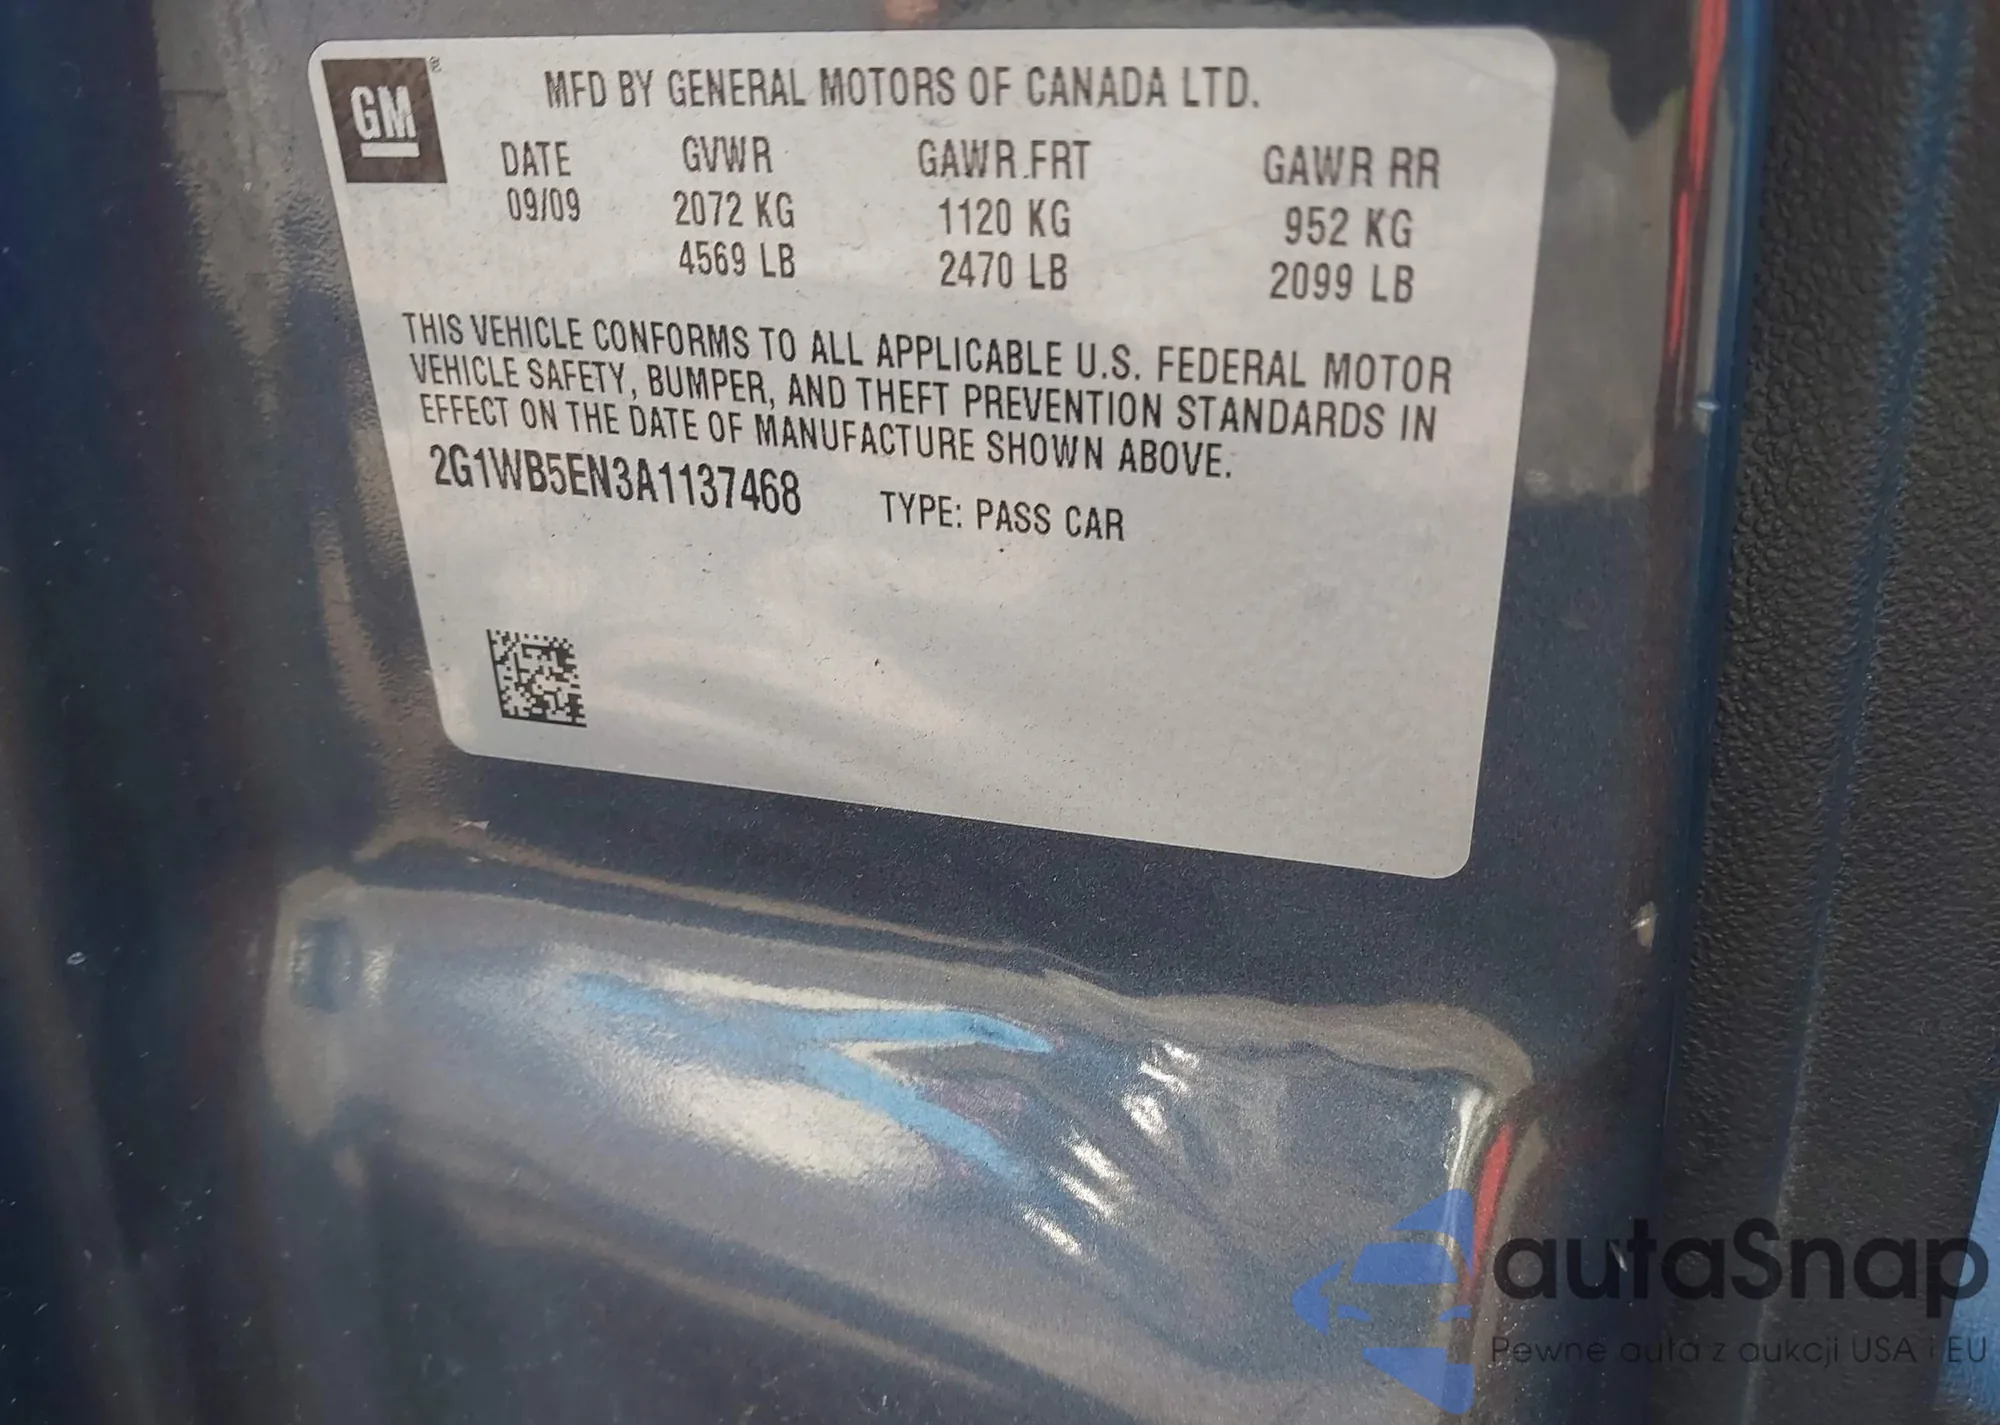 GM®
MFD BY GENERAL MOTORS OF CANADA LTD.
DATE GVWR GAWR FRT GAWR RR
09/09 2072 KG 1120 KG 952 KG
4569 LB 2470 LB 2099 LB
THIS VEHICLE CONFORMS TO ALL APPLICABLE U.S. FEDERAL MOTOR
VEHICLE SAFETY, BUMPER, AND THEFT PREVENTION STANDARDS IN
EFFECT ON THE DATE OF MANUFACTURE SHOWN ABOVE.
2G1WB5EN3A1137468 TYPE: PASS CAR
autaSnap
Pewne auta z aukcji USA i EU